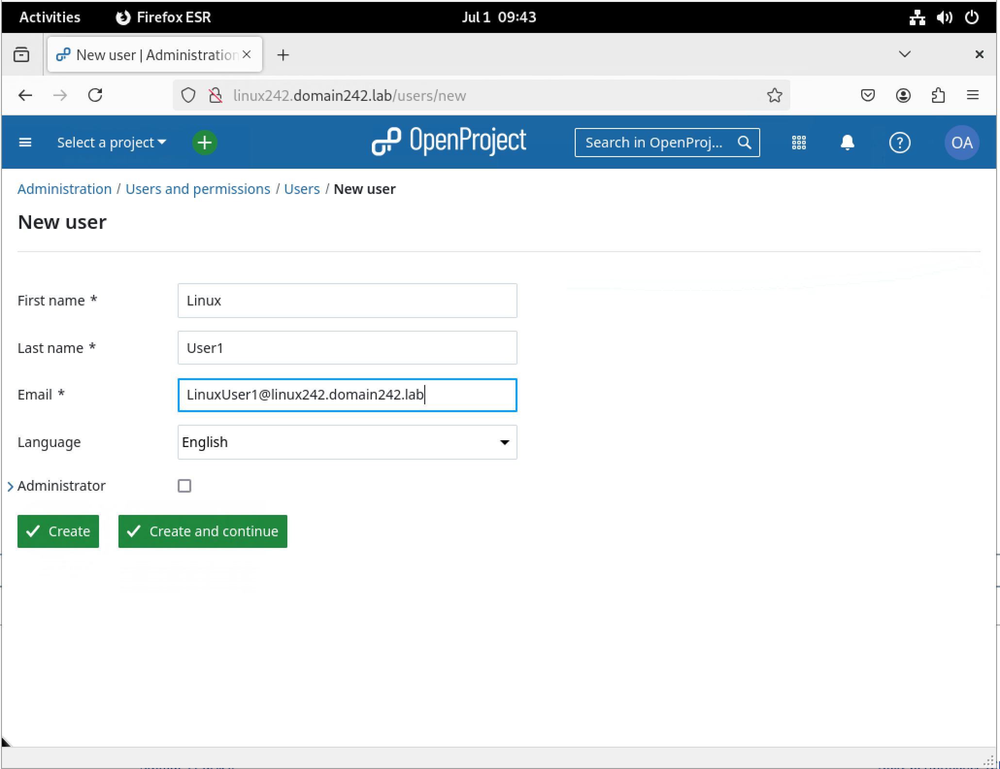 Activities Firefox ESR Jul 1 09:43
New user | Administration
linux242.domain242.lab/users/new
Select a project OpenProject Search in OpenProj... OA
Administration / Users and permissions / Users / New user
New user
First name * Linux
Last name * User1
Email * LinuxUser1@linux242.domain242.lab
Language English
Administrator
Create Create and continue